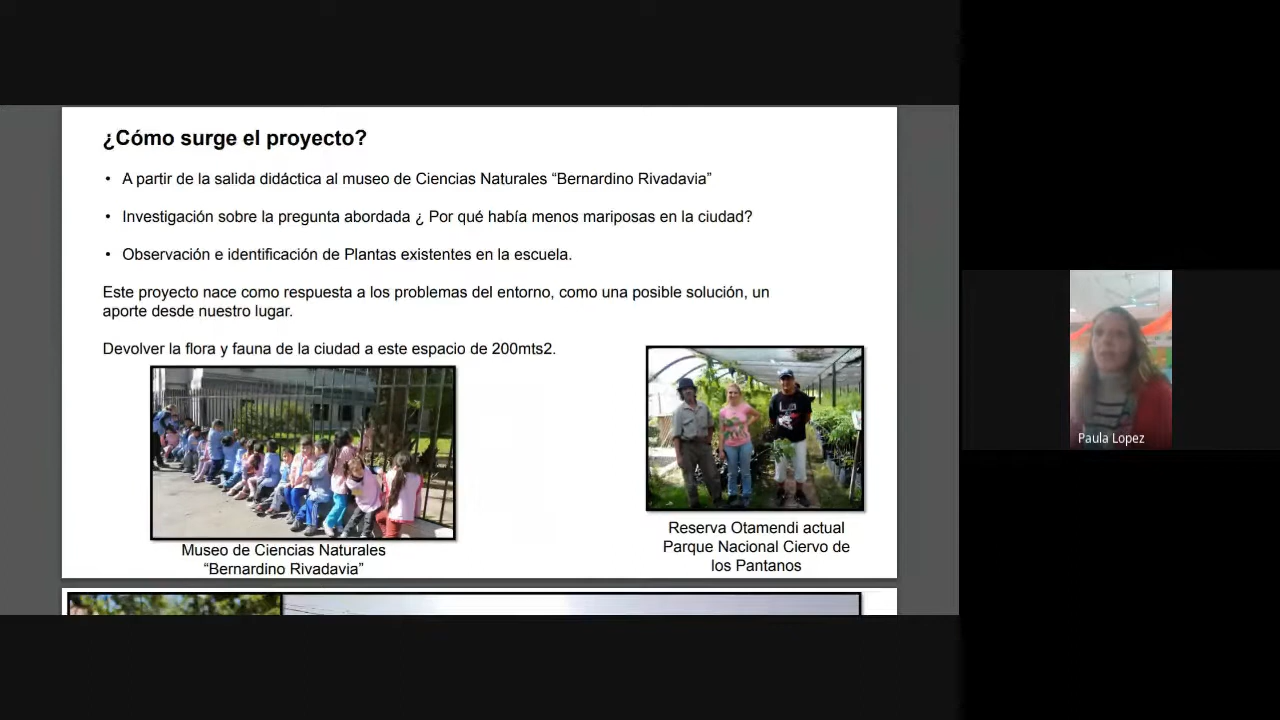 ¿Cómo surge el proyecto?
• A partir de la salida didáctica al museo de Ciencias Naturales “Bernardino Rivadavia”
• Investigación sobre la pregunta abordada ¿ Por qué había menos mariposas en la ciudad?
• Observación e identificación de Plantas existentes en la escuela.
Este proyecto nace como respuesta a los problemas del entorno, como una posible solución, un
aporte desde nuestro lugar.
Devolver la flora y fauna de la ciudad a este espacio de 200mts2.
Museo de Ciencias Naturales
“Bernardino Rivadavia”
Reserva Otamendi actual
Parque Nacional Ciervo de
los Pantanos
Paula Lopez